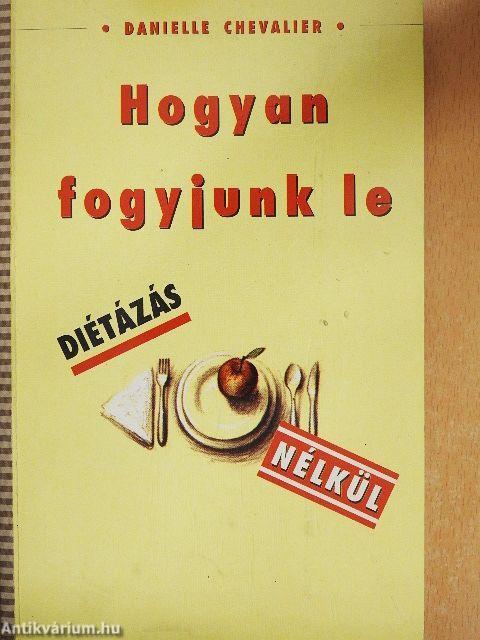 • DANIELLE CHEVALIER •
Hogyan
fogyjunk le
DIÉTÁZÁS
NÉLKÜL
Antikvárium.hu